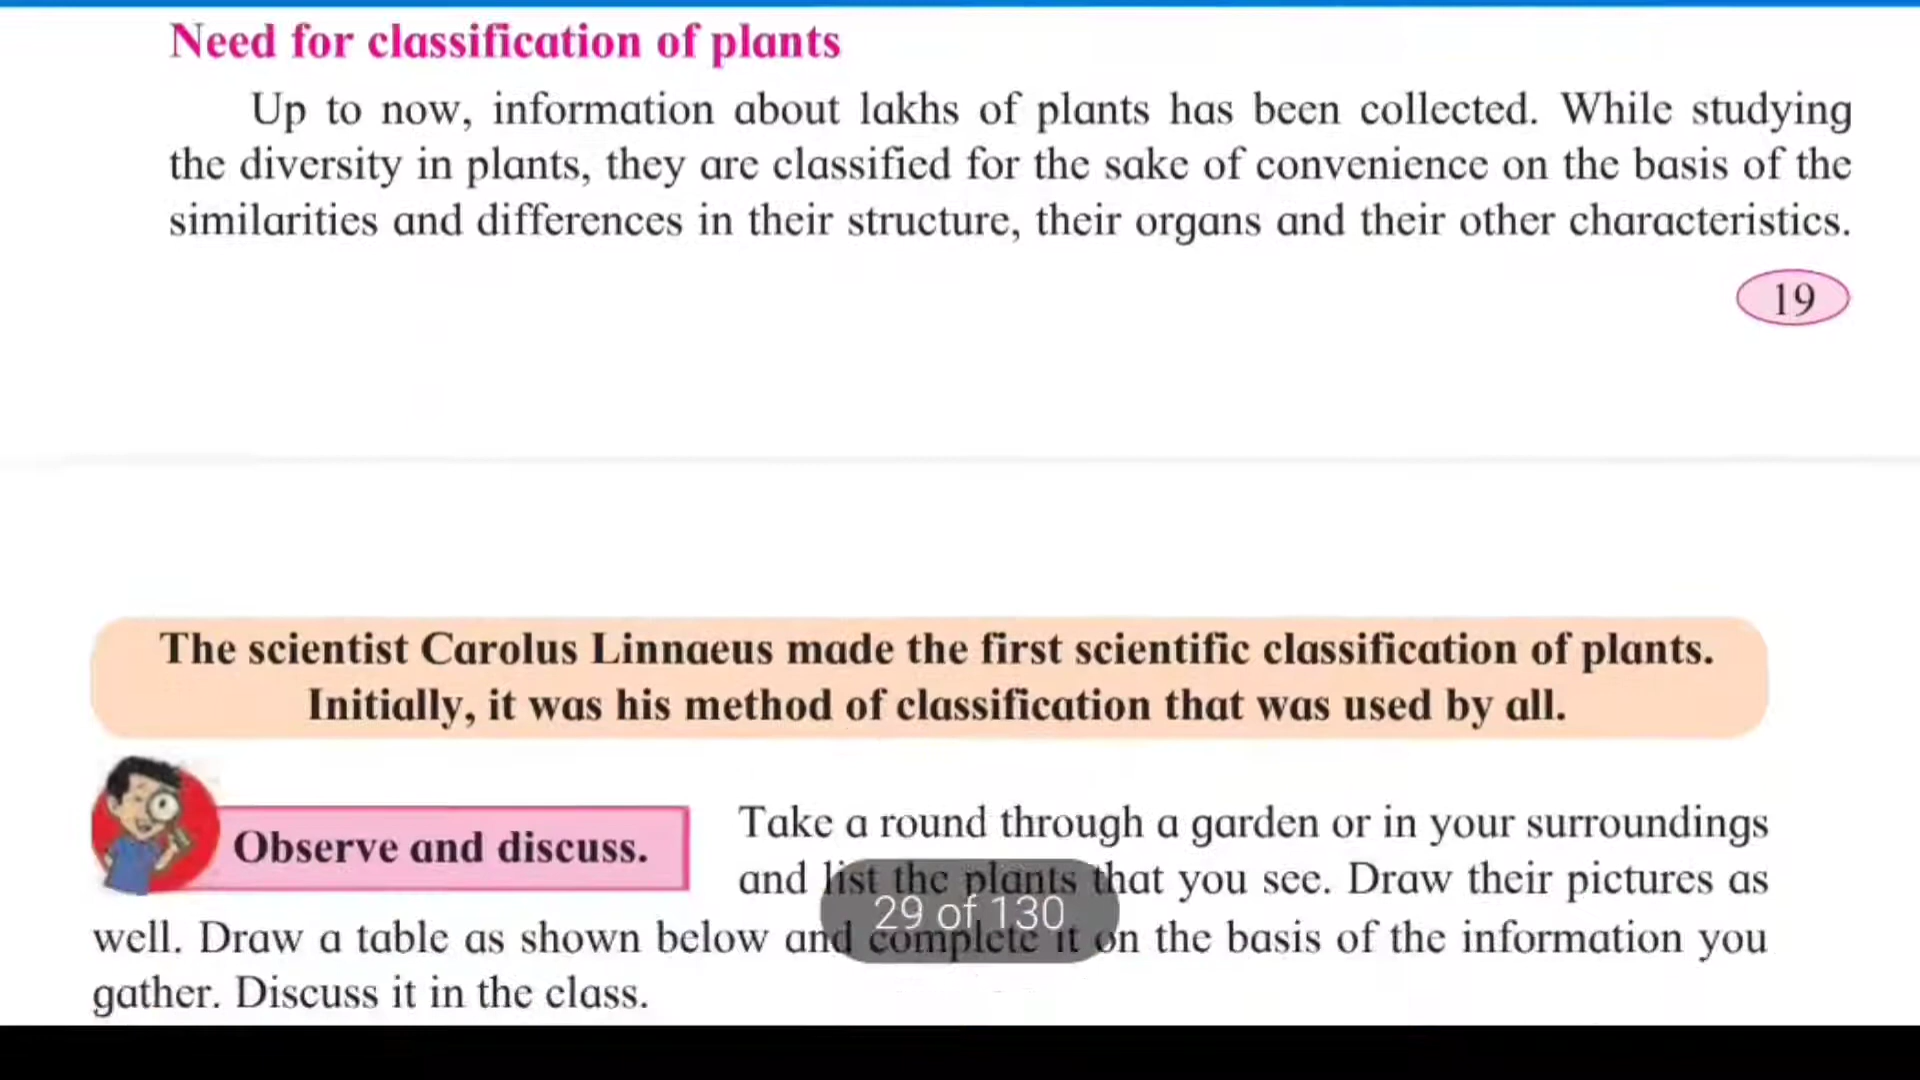 Need for classification of plants
Up to now, information about lakhs of plants has been collected. While studying
the diversity in plants, they are classified for the sake of convenience on the basis of the
similarities and differences in their structure, their organs and their other characteristics.
19
The scientist Carolus Linnaeus made the first scientific classification of plants.
Initially, it was his method of classification that was used by all.
Observe and discuss.
Take a round through a garden or in your surroundings
and list the plants that you see. Draw their pictures as
29 of 130
well. Draw a table as shown below and complete it on the basis of the information you
gather. Discuss it in the class.